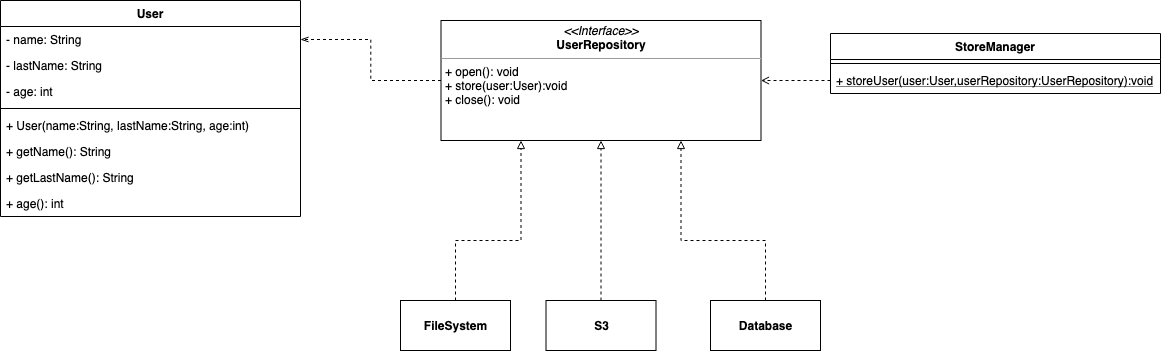 User
- name: String
- lastName: String
- age: int
+ User(name:String, lastName:String, age:int)
+ getName(): String
+ getLastName(): String
+ age(): int
<<Interface>>
UserRepository
+ open(): void
+ store(user:User):void
+ close(): void
StoreManager
+ storeUser(user:User,userRepository:UserRepository):void
FileSystem
S3
Database